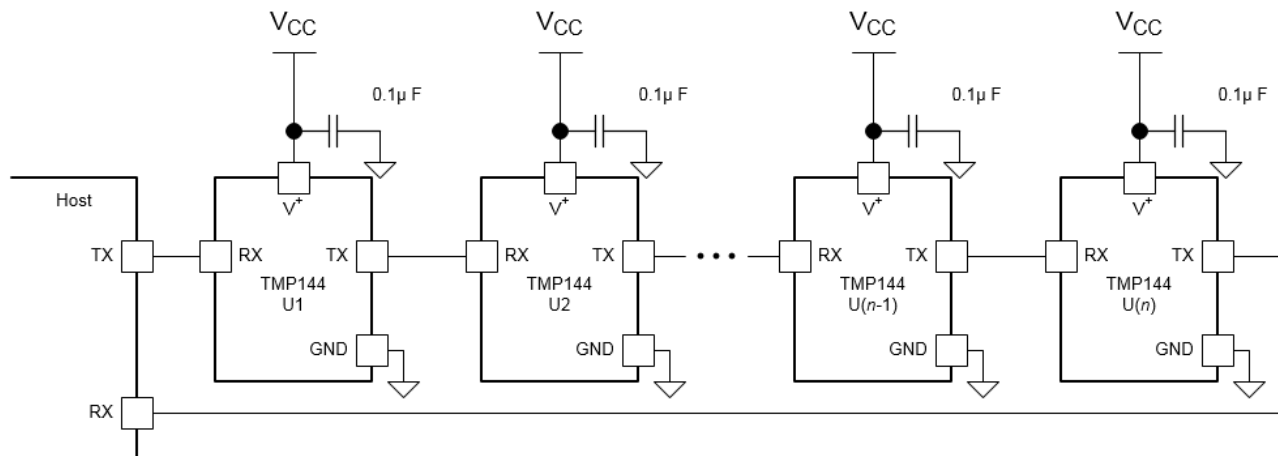 VCC VCC VCC VCC
0.1µ F 0.1µ F 0.1µ F 0.1µ F
Host V+ V+ V+ V+
TX RX TX RX TX ••• RX TX RX TX
TMP144 TMP144 TMP144 TMP144
U1 U2 U(n-1) U(n)
GND GND GND GND
RX